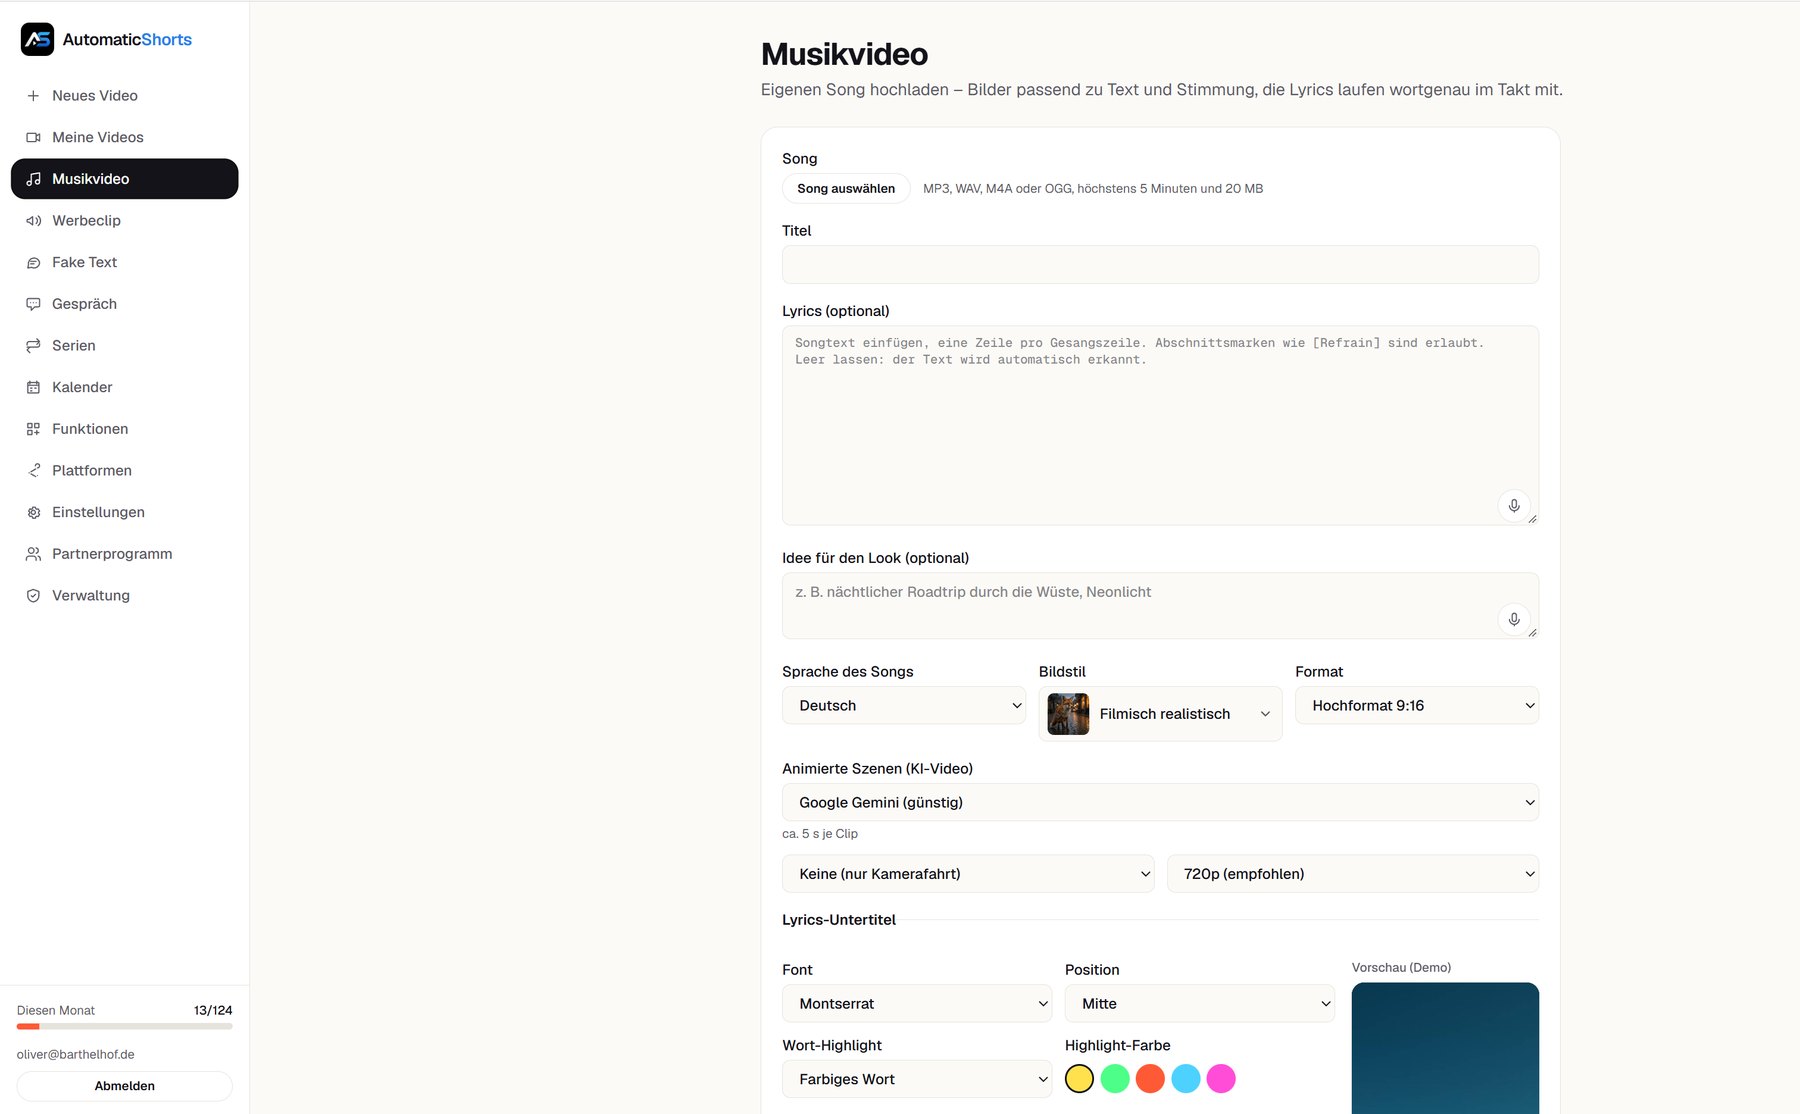 AutomaticShorts
Neues Video
Meine Videos
Musikvideo
Werbeclip
Fake Text
Gespräch
Serien
Kalender
Funktionen
Plattformen
Einstellungen
Partnerprogramm
Verwaltung
Diesen Monat 13/124
oliver@barthelhof.de
Abmelden
Musikvideo
Eigenen Song hochladen – Bilder passend zu Text und Stimmung, die Lyrics laufen wortgenau im Takt mit.
Song
Song auswählen MP3, WAV, M4A oder OGG, höchstens 5 Minuten und 20 MB
Titel
Lyrics (optional)
Songtext einfügen, eine Zeile pro Gesangszeile. Abschnittsmarken wie [Refrain] sind erlaubt.
Leer lassen: der Text wird automatisch erkannt.
Idee für den Look (optional)
z. B. nächtlicher Roadtrip durch die Wüste, Neonlicht
Sprache des Songs Bildstil Format
Deutsch Filmisch realistisch Hochformat 9:16
Animierte Szenen (KI-Video)
Google Gemini (günstig)
ca. 5 s je Clip
Keine (nur Kamerafahrt) 720p (empfohlen)
Lyrics-Untertitel
Font Position Vorschau (Demo)
Montserrat Mitte
Wort-Highlight Highlight-Farbe
Farbiges Wort